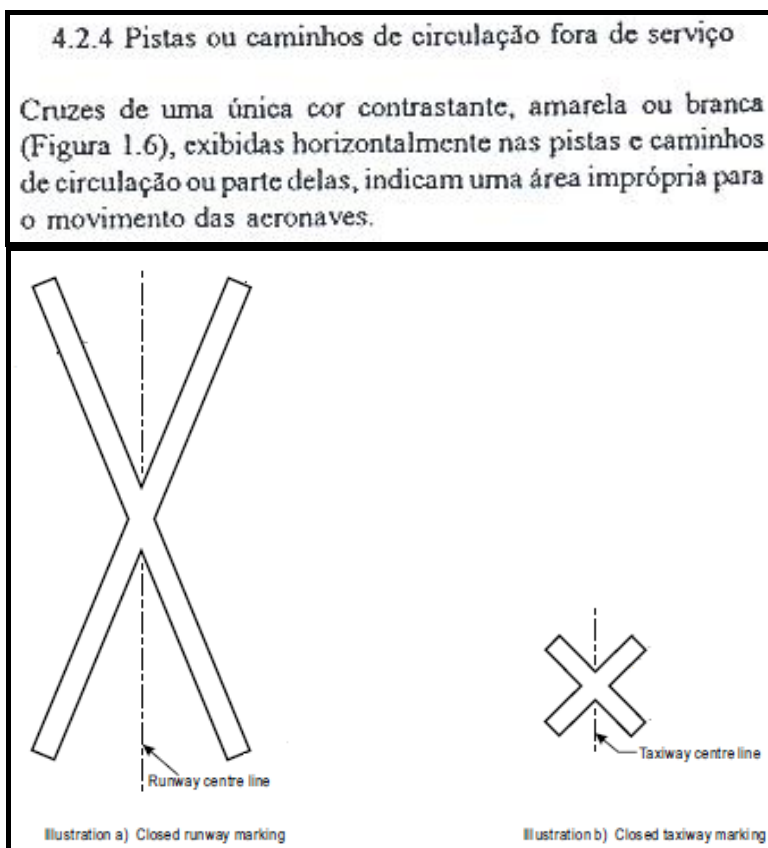 4.2.4 Pistas ou caminhos de circulação fora de serviço
Cruzes de uma única cor contrastante, amarela ou branca
(Figura 1.6), exibidas horizontalmente nas pistas e caminhos
de circulação ou parte delas, indicam uma área imprópria para
o movimento das aeronaves.
Runway centre line
Taxiway centre line
Illustration a) Closed runway marking
Illustration b) Closed taxiway marking